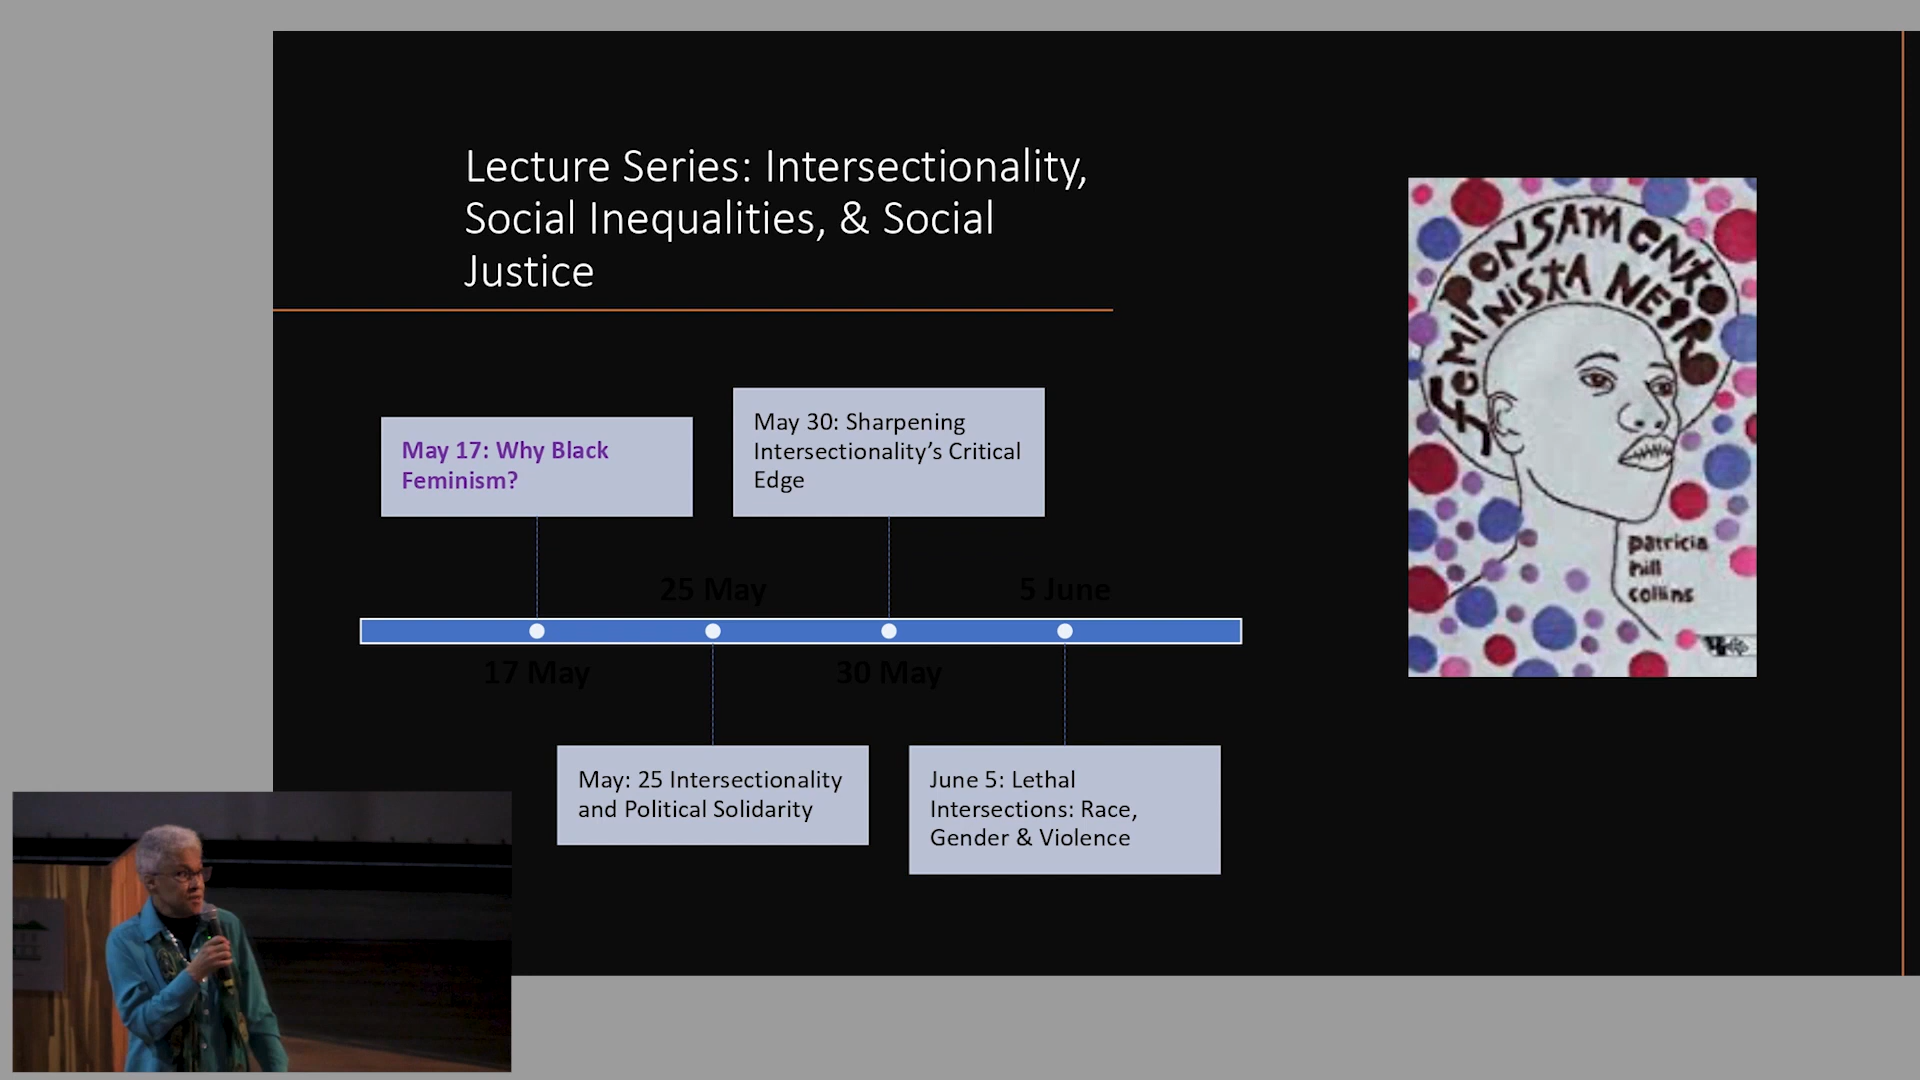 Lecture Series: Intersectionality,
Social Inequalities, & Social
Justice
May 17: Why Black
Feminism?
May 30: Sharpening
Intersectionality’s Critical
Edge
25 May
5 June
17 May
30 May
May: 25 Intersectionality
and Political Solidarity
June 5: Lethal
Intersections: Race,
Gender & Violence
PONSAMENTO
FEMINISTA NEGRO
patricia
hill
collins